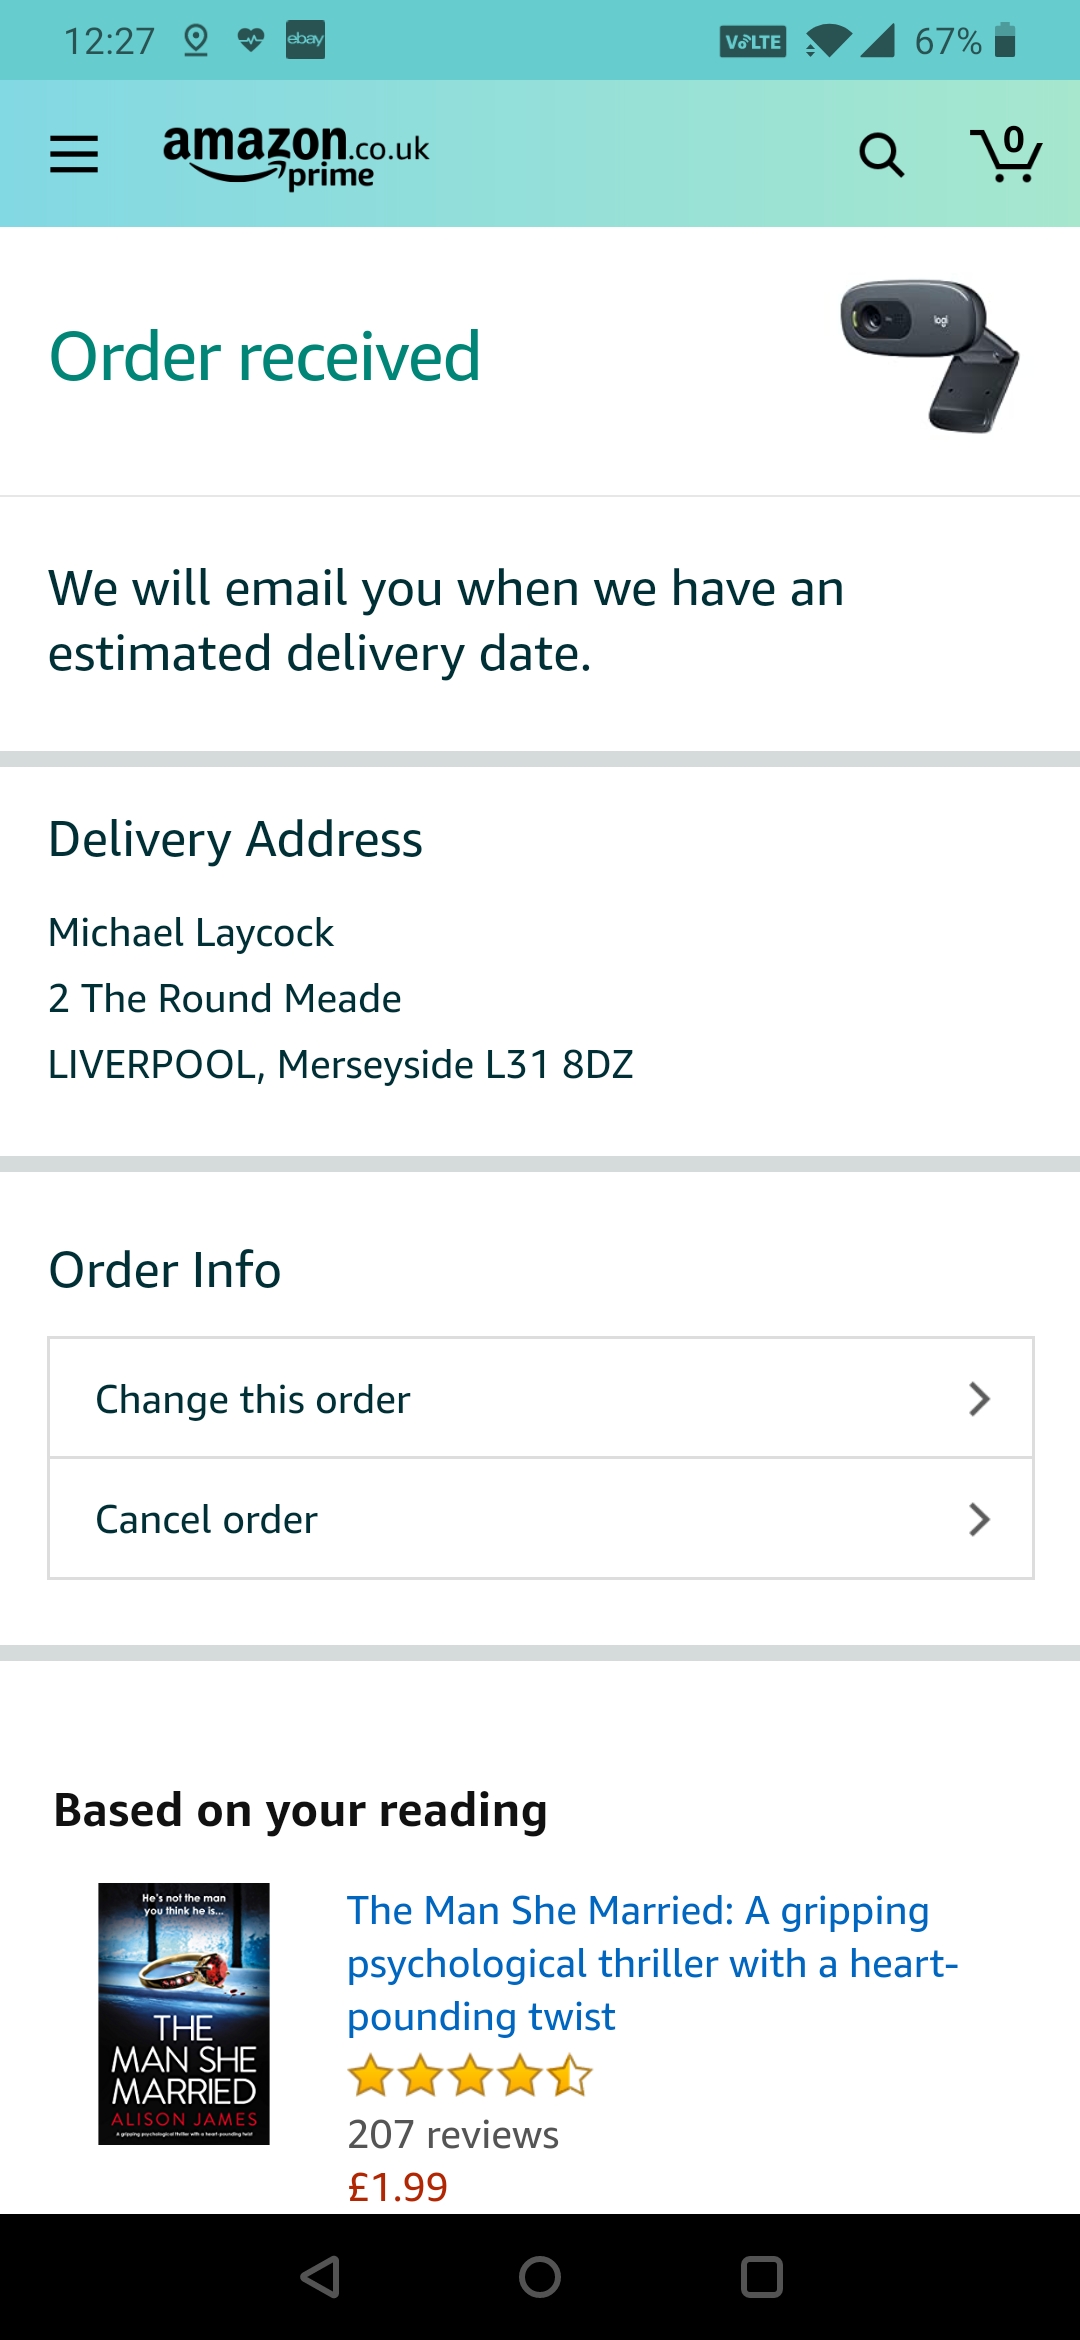 12:27 ebay VoLTE 67%
amazon.co.uk
prime
0
logi
Order received
We will email you when we have an
estimated delivery date.
Delivery Address
Michael Laycock
2 The Round Meade
LIVERPOOL, Merseyside L31 8DZ
Order Info
Change this order
Cancel order
Based on your reading
He's not the man
you think he is...
THE
MAN SHE
MARRIED
ALISON JAMES
A gripping psychological thriller with a heart-pounding twist
The Man She Married: A gripping
psychological thriller with a heart-
pounding twist
207 reviews
£1.99